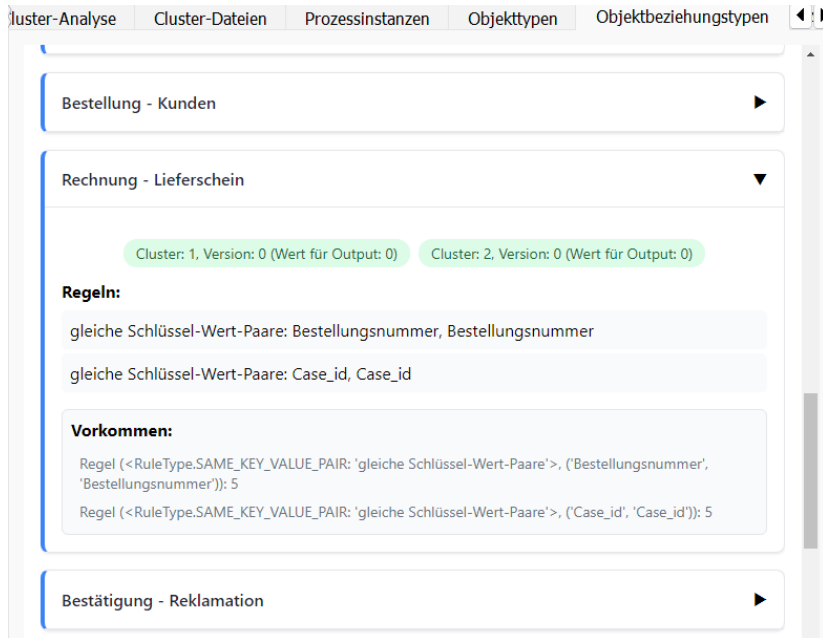 luster-Analyse Cluster-Dateien Prozessinstanzen Objekttypen Objektbeziehungstypen
Bestellung - Kunden
Rechnung - Lieferschein
Cluster: 1, Version: 0 (Wert für Output: 0) Cluster: 2, Version: 0 (Wert für Output: 0)
Regeln:
gleiche Schlüssel-Wert-Paare: Bestellungsnummer, Bestellungsnummer
gleiche Schlüssel-Wert-Paare: Case_id, Case_id
Vorkommen:
Regel (<RuleType.SAME_KEY_VALUE_PAIR: 'gleiche Schlüssel-Wert-Paare'>, ('Bestellungsnummer',
'Bestellungsnummer')): 5
Regel (<RuleType.SAME_KEY_VALUE_PAIR: 'gleiche Schlüssel-Wert-Paare'>, ('Case_id', 'Case_id')): 5
Bestätigung - Reklamation